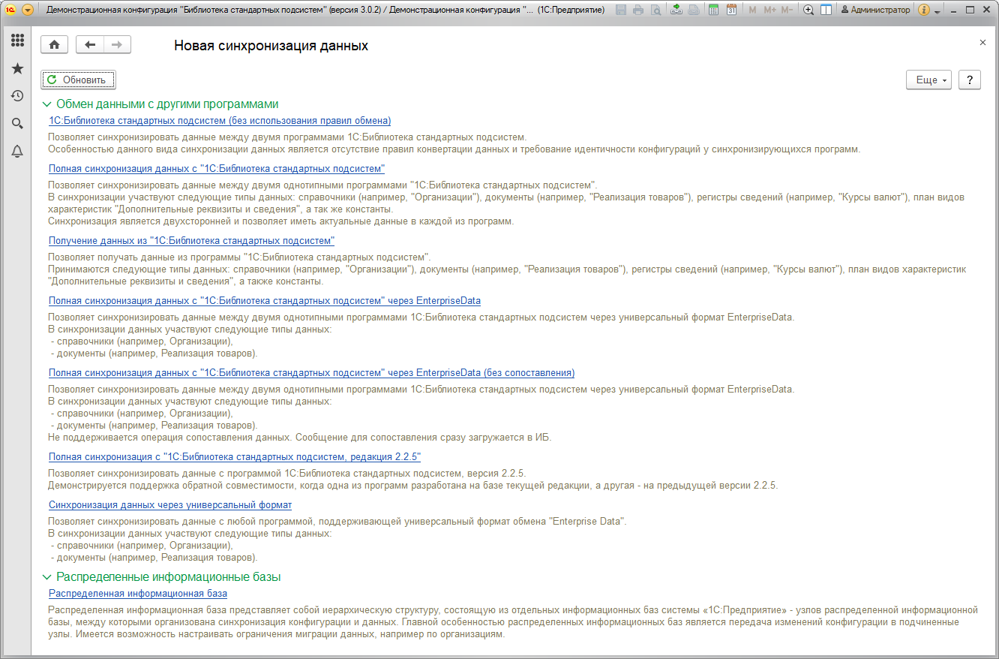 Демонстрационная конфигурация "Библиотека стандартных подсистем" (версия 3.0.2) / Демонстрационная конфигурация "... (1С:Предприятие)
M M+ M-
Администратор
Новая синхронизация данных
Обновить
Еще
?
Обмен данными с другими программами
1С:Библиотека стандартных подсистем (без использования правил обмена)
Позволяет синхронизировать данные между двумя программами 1С:Библиотека стандартных подсистем.
Особенностью данного вида синхронизации данных является отсутствие правил конвертации данных и требование идентичности конфигураций у синхронизирующихся программ.
Полная синхронизация данных с "1С:Библиотека стандартных подсистем"
Позволяет синхронизировать данные между двумя однотипными программами "1С:Библиотека стандартных подсистем".
В синхронизации участвуют следующие типы данных: справочники (например, "Организации"), документы (например, "Реализация товаров"), регистры сведений (например, "Курсы валют"), план видов
характеристик "Дополнительные реквизиты и сведения", а так же константы.
Синхронизация является двухсторонней и позволяет иметь актуальные данные в каждой из программ.
Получение данных из "1С:Библиотека стандартных подсистем"
Позволяет получать данные из программы "1С:Библиотека стандартных подсистем".
Принимаются следующие типы данных: справочники (например, "Организации"), документы (например, "Реализация товаров"), регистры сведений (например, "Курсы валют"), план видов характеристик
"Дополнительные реквизиты и сведения", а также константы.
Полная синхронизация данных с "1С:Библиотека стандартных подсистем" через EnterpriseData
Позволяет синхронизировать данные между двумя однотипными программами 1С:Библиотека стандартных подсистем через универсальный формат EnterpriseData.
В синхронизации данных участвуют следующие типы данных:
- справочники (например, Организации),
- документы (например, Реализация товаров).
Полная синхронизация данных с "1С:Библиотека стандартных подсистем" через EnterpriseData (без сопоставления)
Позволяет синхронизировать данные между двумя однотипными программами 1С:Библиотека стандартных подсистем через универсальный формат EnterpriseData.
В синхронизации данных участвуют следующие типы данных:
- справочники (например, Организации),
- документы (например, Реализация товаров).
Не поддерживается операция сопоставления данных. Сообщение для сопоставления сразу загружается в ИБ.
Полная синхронизация с "1С:Библиотека стандартных подсистем, редакция 2.2.5"
Позволяет синхронизировать данные с программой 1С:Библиотека стандартных подсистем, версия 2.2.5.
Демонстрируется поддержка обратной совместимости, когда одна из программ разработана на базе текущей редакции, а другая - на предыдущей версии 2.2.5.
Синхронизация данных через универсальный формат
Позволяет синхронизировать данные с любой программой, поддерживающей универсальный формат обмена "Enterprise Data".
В синхронизации данных участвуют следующие типы данных:
- справочники (например, Организации),
- документы (например, Реализация товаров).
Распределенные информационные базы
Распределенная информационная база
Распределенная информационная база представляет собой иерархическую структуру, состоящую из отдельных информационных баз системы «1С:Предприятие» - узлов распределенной информационной
базы, между которыми организована синхронизация конфигурации и данных. Главной особенностью распределенных информационных баз является передача изменений конфигурации в подчиненные
узлы. Имеется возможность настраивать ограничения миграции данных, например по организациям.